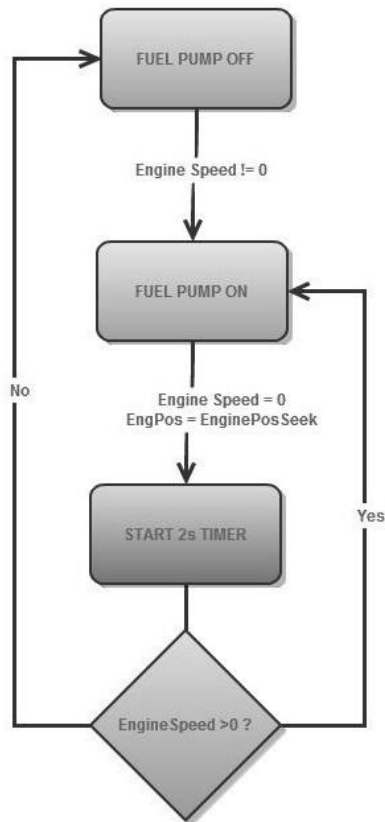 FUEL PUMP OFF
Engine Speed != 0
FUEL PUMP ON
No
Engine Speed = 0
EngPos = EnginePosSeek
Yes
START 2s TIMER
EngineSpeed >0 ?